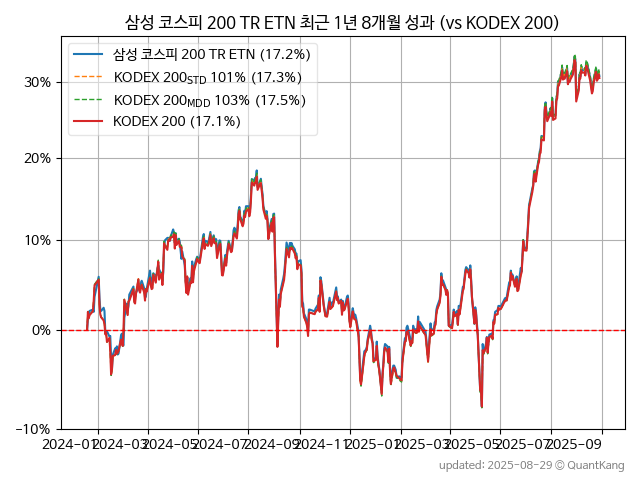 삼성 코스피 200 TR ETN 최근 1년 8개월 성과 (vs KODEX 200)
삼성 코스피 200 TR ETN (17.2%)
KODEX 200STD 101% (17.3%)
KODEX 200MDD 103% (17.5%)
KODEX 200 (17.1%)
30%
20%
10%
0%
−10%
2024-01 2024-03 2024-05 2024-07 2024-09 2024-11 2025-01 2025-03 2025-05 2025-07 2025-09
updated: 2025-08-29 © QuantKang